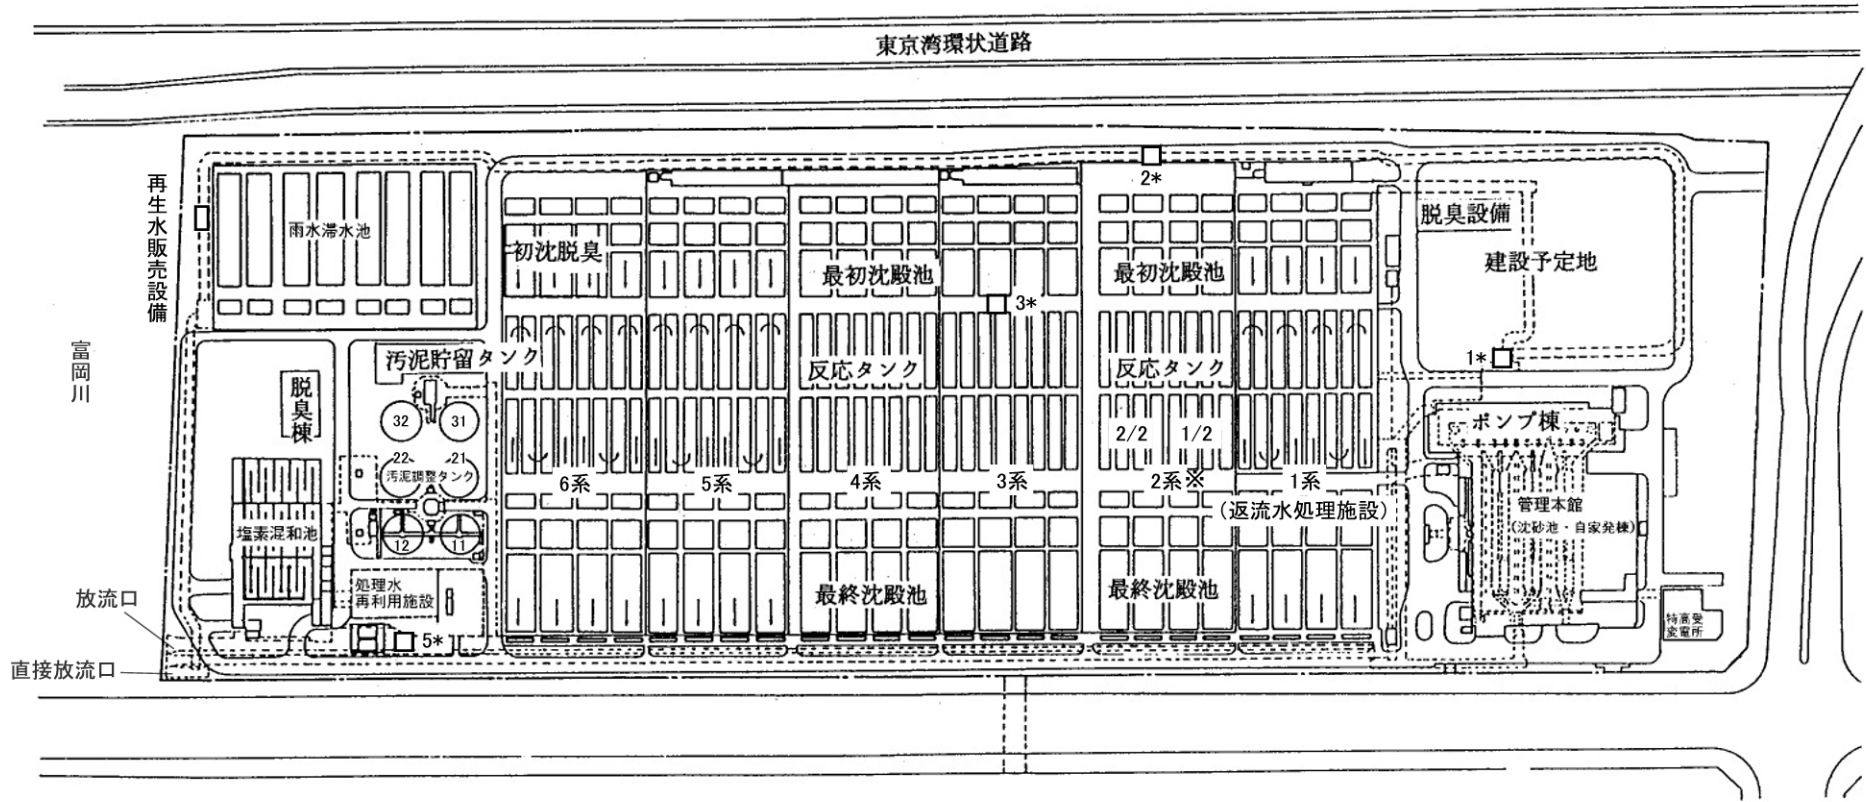 東京湾環状道路
再生水販売設備
雨水滞水池
2*
脱臭設備
建設予定地
初沈脱臭
最初沈殿池
最初沈殿池
3*
1*
富岡川
汚泥貯留タンク
反応タンク
反応タンク
脱臭棟
32
31
ポンプ棟
2/2
1/2
22
21
汚泥調整タンク
6系
5系
4系
3系
2系※
1系
(返流水処理施設)
管理本館
(沈砂池・自家発棟)
塩素混和池
12
11
処理水
再利用施設
最終沈殿池
最終沈殿池
放流口
特高受
変電所
5*
直接放流口